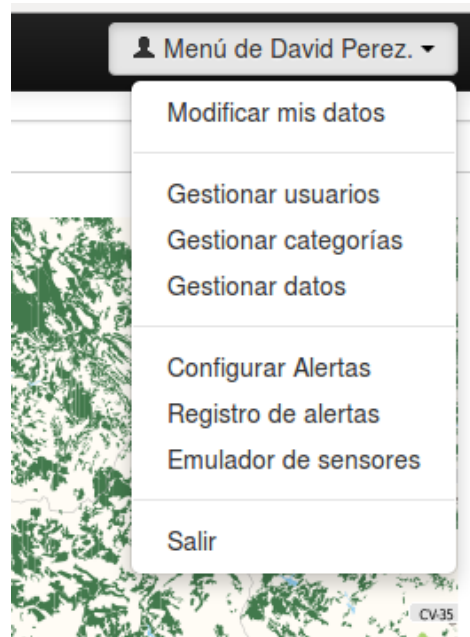 Menú de David Perez.
Modificar mis datos
Gestionar usuarios
Gestionar categorías
Gestionar datos
Configurar Alertas
Registro de alertas
Emulador de sensores
Salir
CV-35